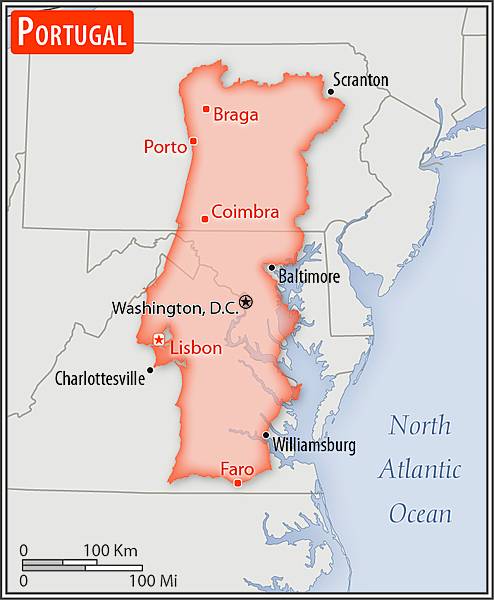 PORTUGAL
Scranton
Braga
Porto
Coimbra
Baltimore
Washington, D.C.
Lisbon
Charlottesville
North
Atlantic
Ocean
Williamsburg
Faro
0 100 Km
0 100 Mi